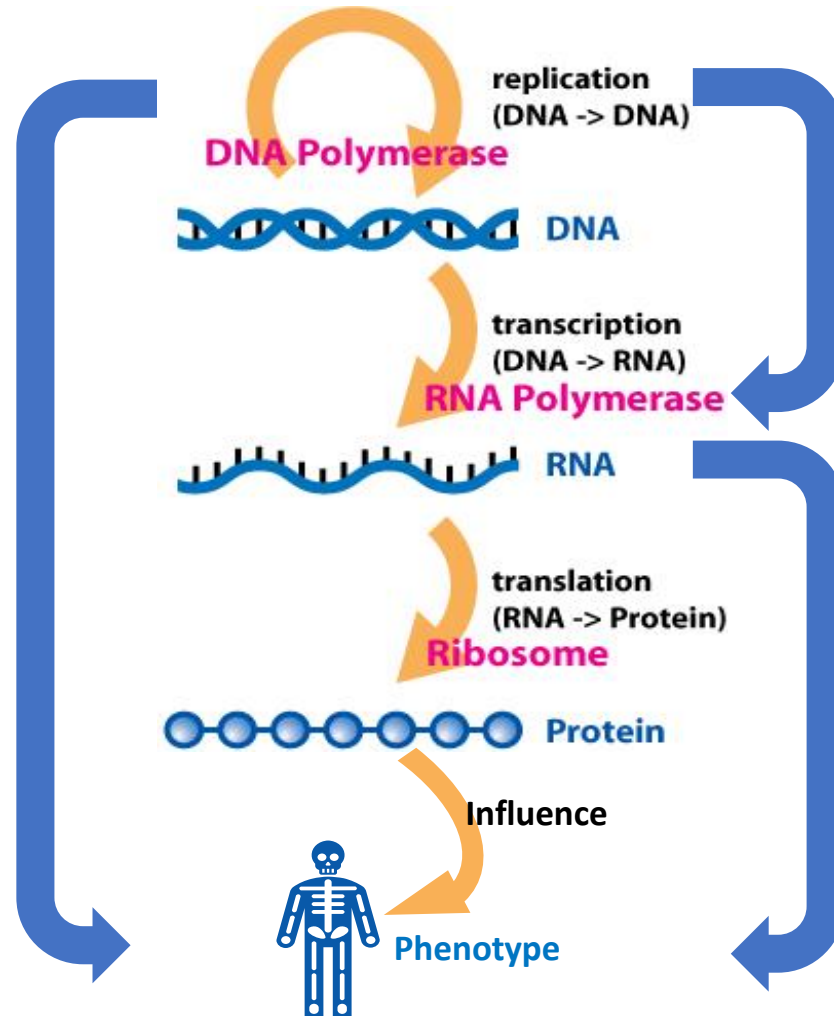 replication
(DNA -> DNA)
DNA Polymerase
DNA
transcription
(DNA -> RNA)
RNA Polymerase
RNA
translation
(RNA -> Protein)
Ribosome
Protein
Influence
Phenotype